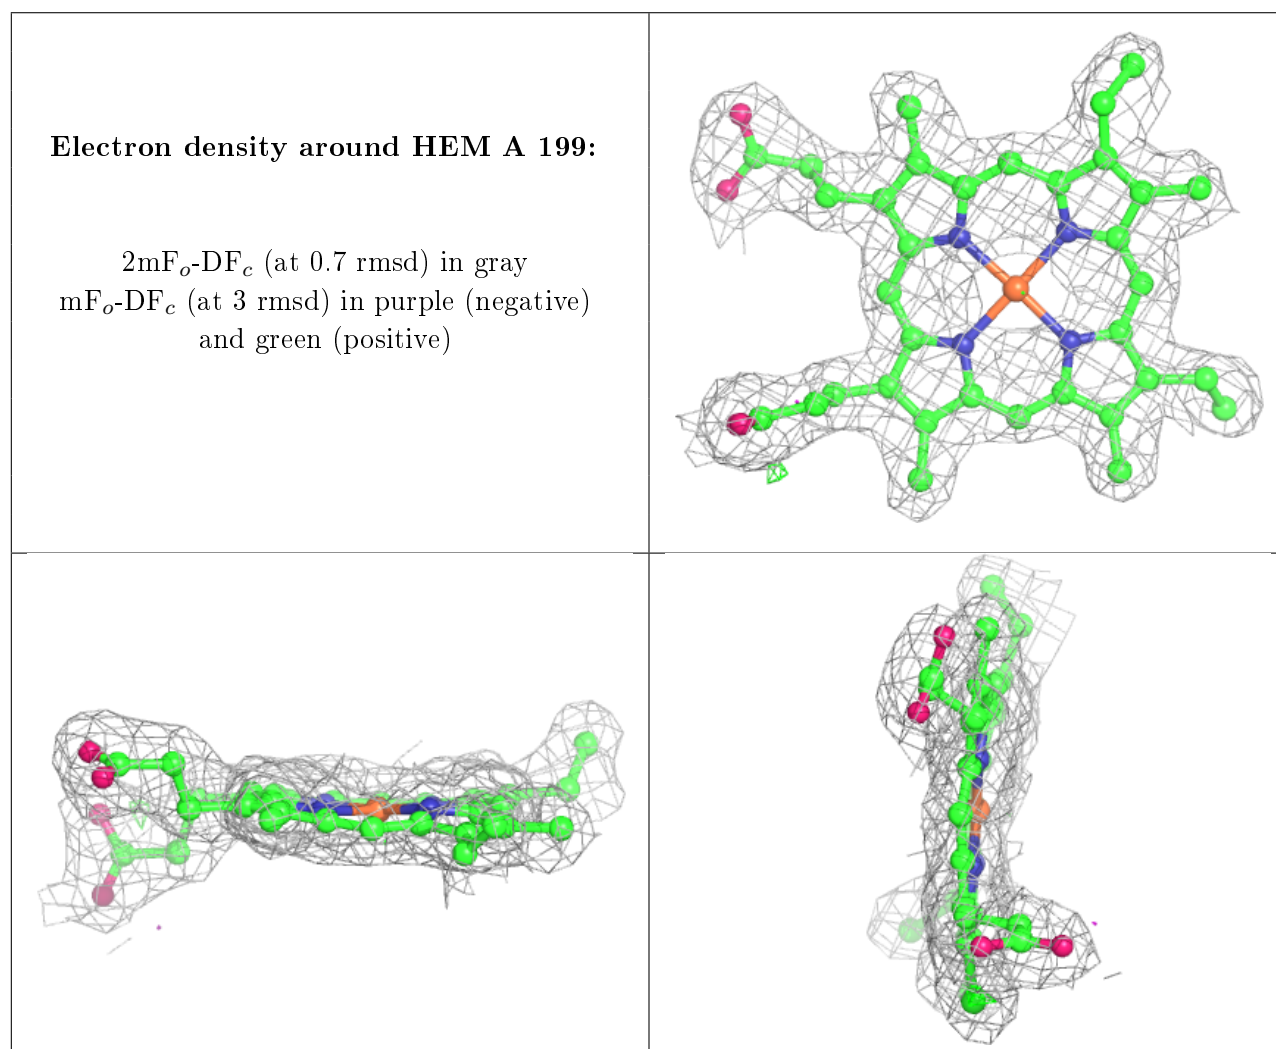 Electron density around HEM A 199:
2mFo-DFc (at 0.7 rmsd) in gray
mFo-DFc (at 3 rmsd) in purple (negative)
and green (positive)